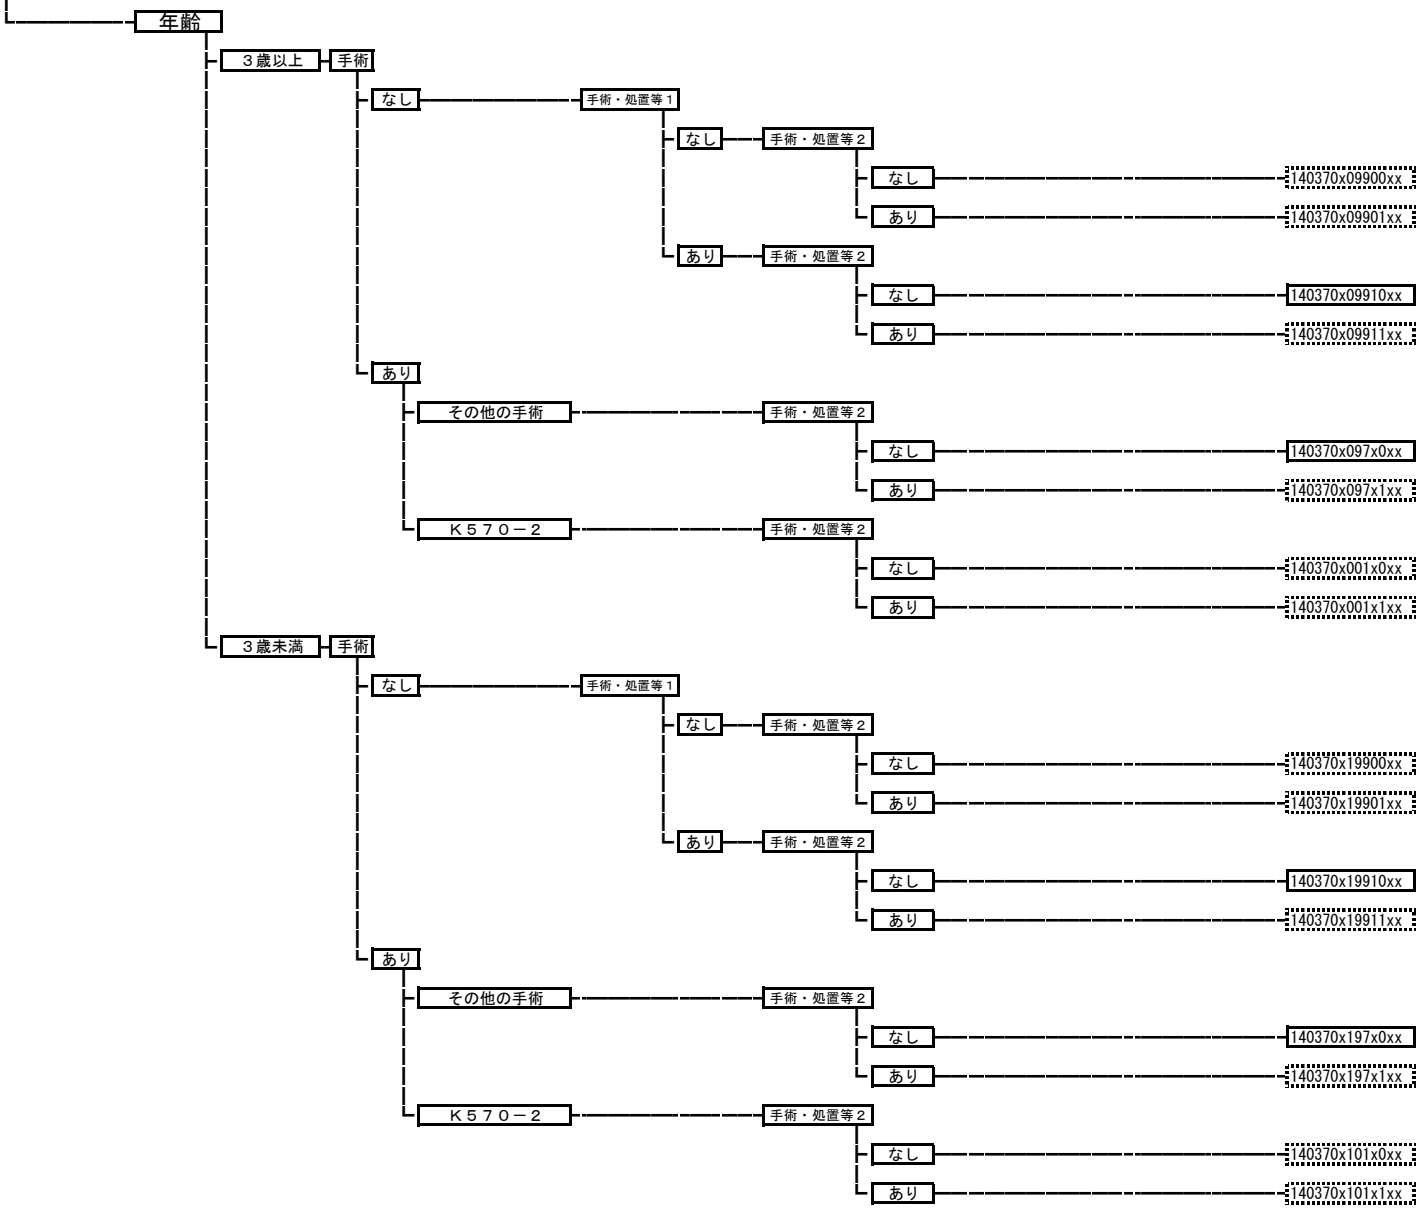 年齢
３歳以上 手術
なし 手術・処置等１
なし 手術・処置等２
なし 140370x09900xx
あり 140370x09901xx
あり 手術・処置等２
なし 140370x09910xx
あり 140370x09911xx
あり
その他の手術 手術・処置等２
なし 140370x097x0xx
あり 140370x097x1xx
Ｋ５７０－２ 手術・処置等２
なし 140370x001x0xx
あり 140370x001x1xx
３歳未満 手術
なし 手術・処置等１
なし 手術・処置等２
なし 140370x19900xx
あり 140370x19901xx
あり 手術・処置等２
なし 140370x19910xx
あり 140370x19911xx
あり
その他の手術 手術・処置等２
なし 140370x197x0xx
あり 140370x197x1xx
Ｋ５７０－２ 手術・処置等２
なし 140370x101x0xx
あり 140370x101x1xx